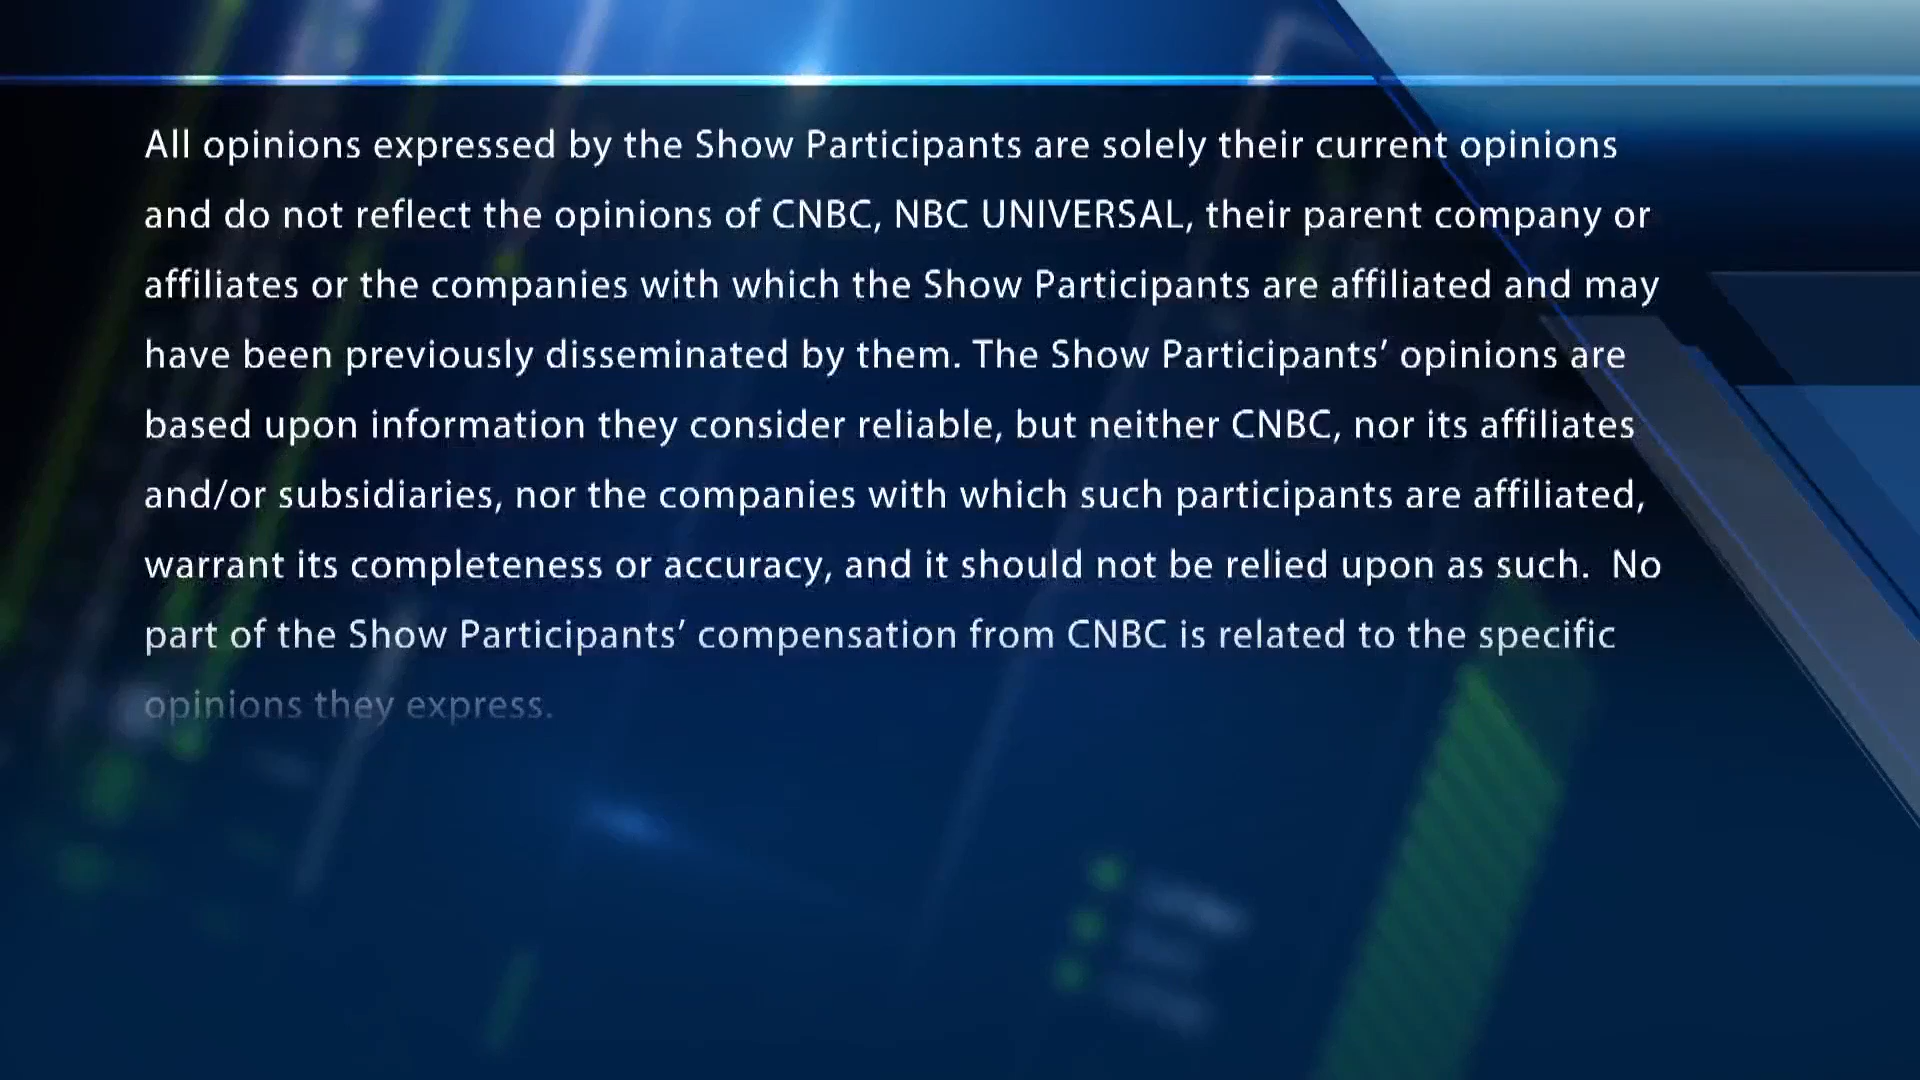 All opinions expressed by the Show Participants are solely their current opinions
and do not reflect the opinions of CNBC, NBC UNIVERSAL, their parent company or
affiliates or the companies with which the Show Participants are affiliated and may
have been previously disseminated by them. The Show Participants’ opinions are
based upon information they consider reliable, but neither CNBC, nor its affiliates
and/or subsidiaries, nor the companies with which such participants are affiliated,
warrant its completeness or accuracy, and it should not be relied upon as such.  No
part of the Show Participants’ compensation from CNBC is related to the specific
opinions they express.